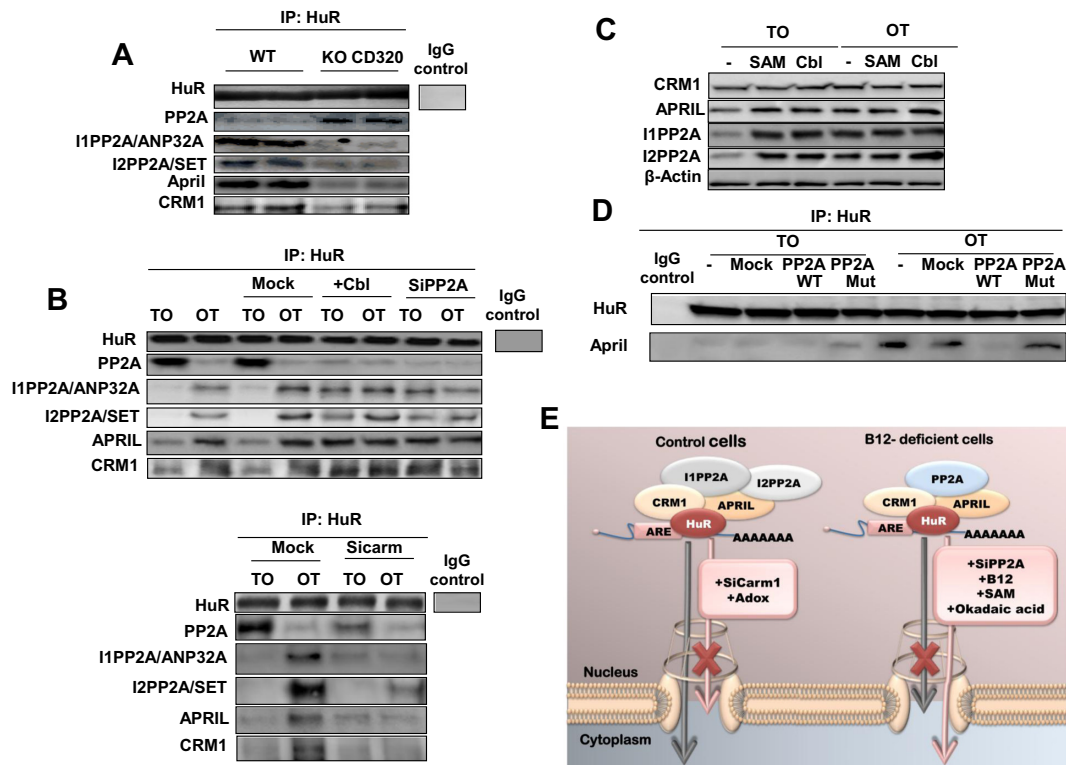 A
IP: HuR
WT KO CD320 IgG control
HuR
PP2A
I1PP2A/ANP32A
I2PP2A/SET
April
CRM1
B
IP: HuR
Mock +Cbl SiPP2A IgG control
TO OT TO OT TO OT TO OT
HuR
PP2A
I1PP2A/ANP32A
I2PP2A/SET
APRIL
CRM1
IP: HuR
Mock Sicarm IgG control
TO OT TO OT
HuR
PP2A
I1PP2A/ANP32A
I2PP2A/SET
APRIL
CRM1
C
TO OT
- SAM Cbl - SAM Cbl
CRM1
APRIL
I1PP2A
I2PP2A
β-Actin
D
IP: HuR
TO OT
IgG control - Mock PP2A WT PP2A Mut - Mock PP2A WT PP2A Mut
HuR
April
E
Control cells
I1PP2A
I2PP2A
CRM1
APRIL
HuR
ARE
AAAAAAA
+SiCarm1
+Adox
B12- deficient cells
PP2A
CRM1
APRIL
HuR
ARE
AAAAAAA
+SiPP2A
+B12
+SAM
+Okadaic acid
Nucleus
Cytoplasm